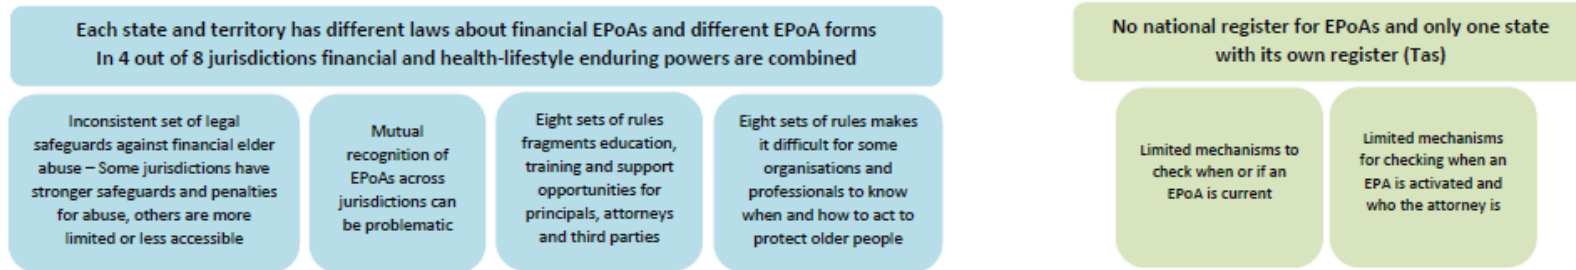 Each state and territory has different laws about financial EPoAs and different EPoA forms
In 4 out of 8 jurisdictions financial and health-lifestyle enduring powers are combined
Inconsistent set of legal
safeguards against financial elder
abuse – Some jurisdictions have
stronger safeguards and penalties
for abuse, others are more
limited or less accessible
Mutual
recognition of
EPoAs across
jurisdictions can
be problematic
Eight sets of rules
fragments education,
training and support
opportunities for
principals, attorneys
and third parties
Eight sets of rules makes
it difficult for some
organisations and
professionals to know
when and how to act to
protect older people
No national register for EPoAs and only one state
with its own register (Tas)
Limited mechanisms to
check when or if an
EPoA is current
Limited mechanisms
for checking when an
EPA is activated and
who the attorney is